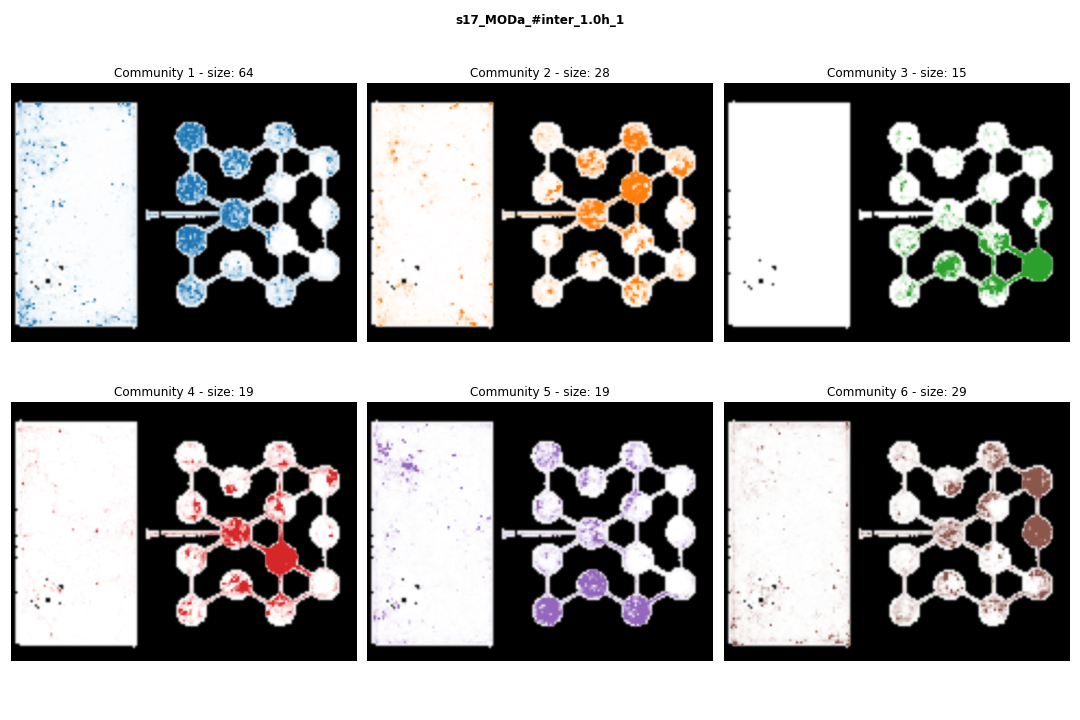 s17_MODa_#inter_1.0h_1
Community 1 - size: 64
Community 2 - size: 28
Community 3 - size: 15
Community 4 - size: 19
Community 5 - size: 19
Community 6 - size: 29